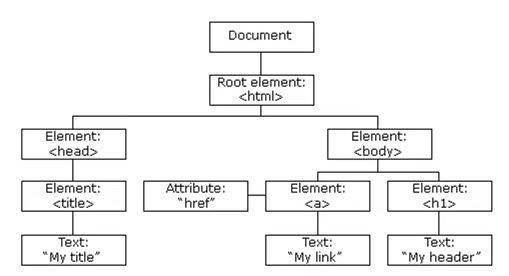 Document
Root element:
<html>
Element:
<head>
Element:
<body>
Element:
<title>
Attribute:
“href”
Element:
<a>
Element:
<h1>
Text:
“My title”
Text:
“My link”
Text:
“My header”